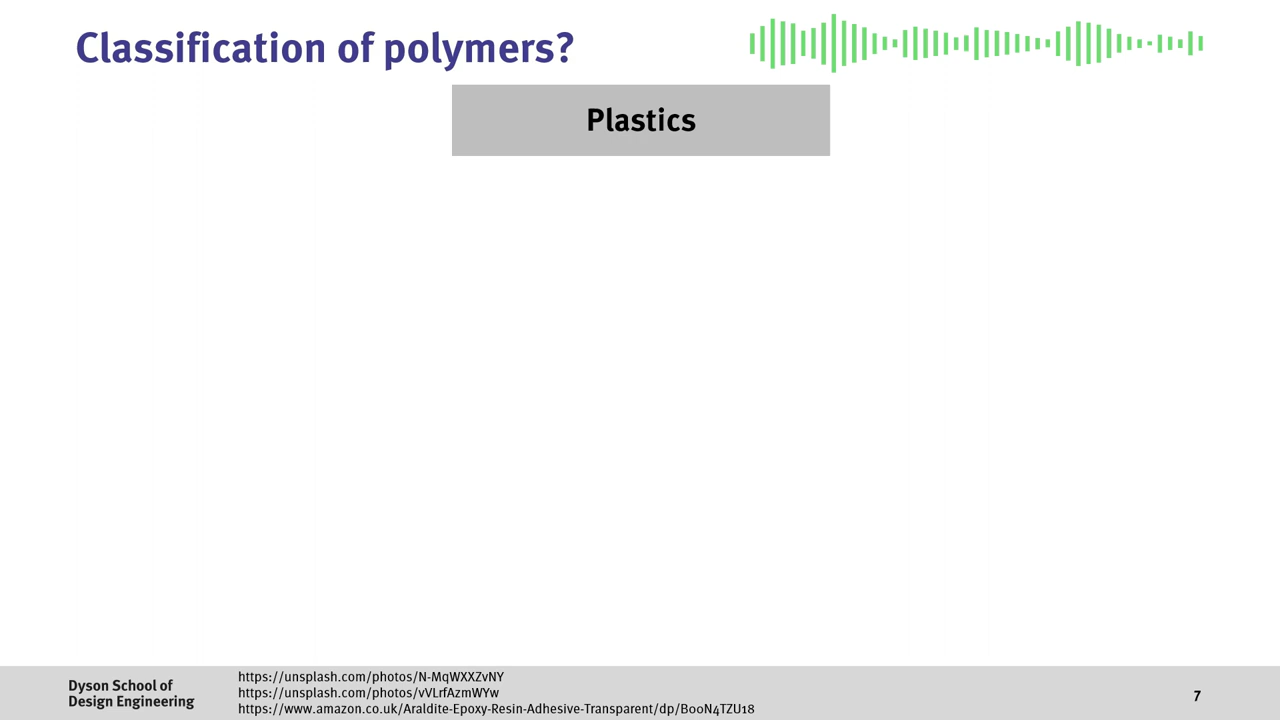 Classification of polymers?
Plastics
Dyson School of
Design Engineering
https://unsplash.com/photos/N-MqWXXZvNY
https://unsplash.com/photos/vVLrfAzmWYw
https://www.amazon.co.uk/Araldite-Epoxy-Resin-Adhesive-Transparent/dp/B00N4TZU18
7